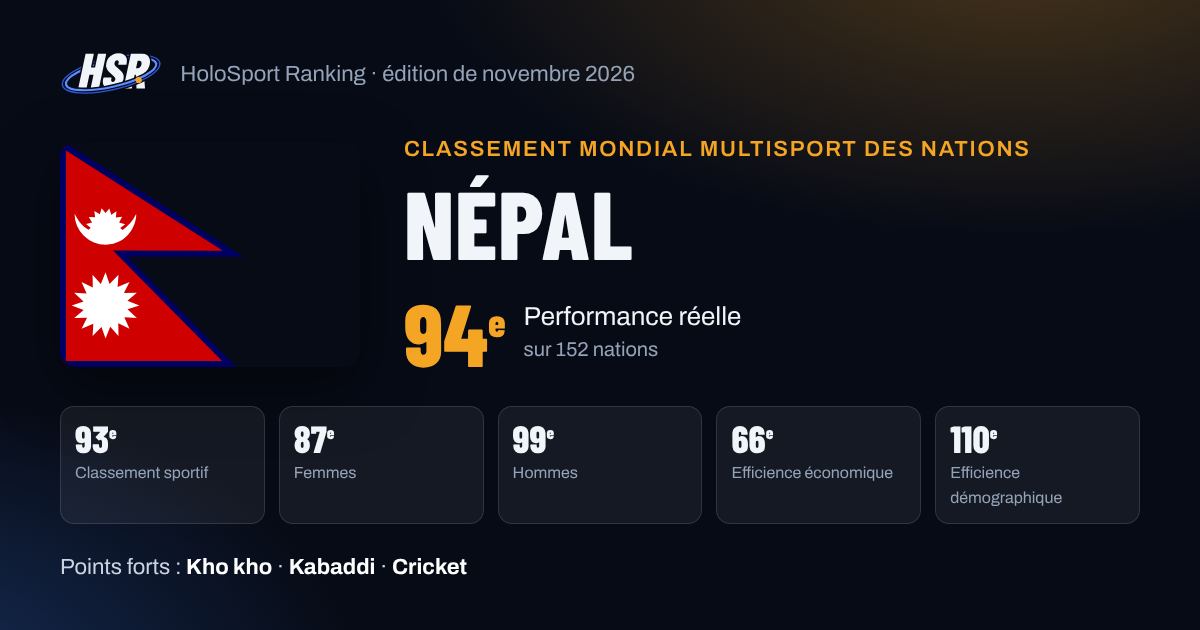 HSR
HoloSport Ranking · édition de novembre 2026
CLASSEMENT MONDIAL MULTISPORT DES NATIONS
NÉPAL
94e Performance réelle
sur 152 nations
93e
Classement sportif
87e
Femmes
99e
Hommes
66e
Efficience économique
110e
Efficience
démographique
Points forts : Kho kho · Kabaddi · Cricket